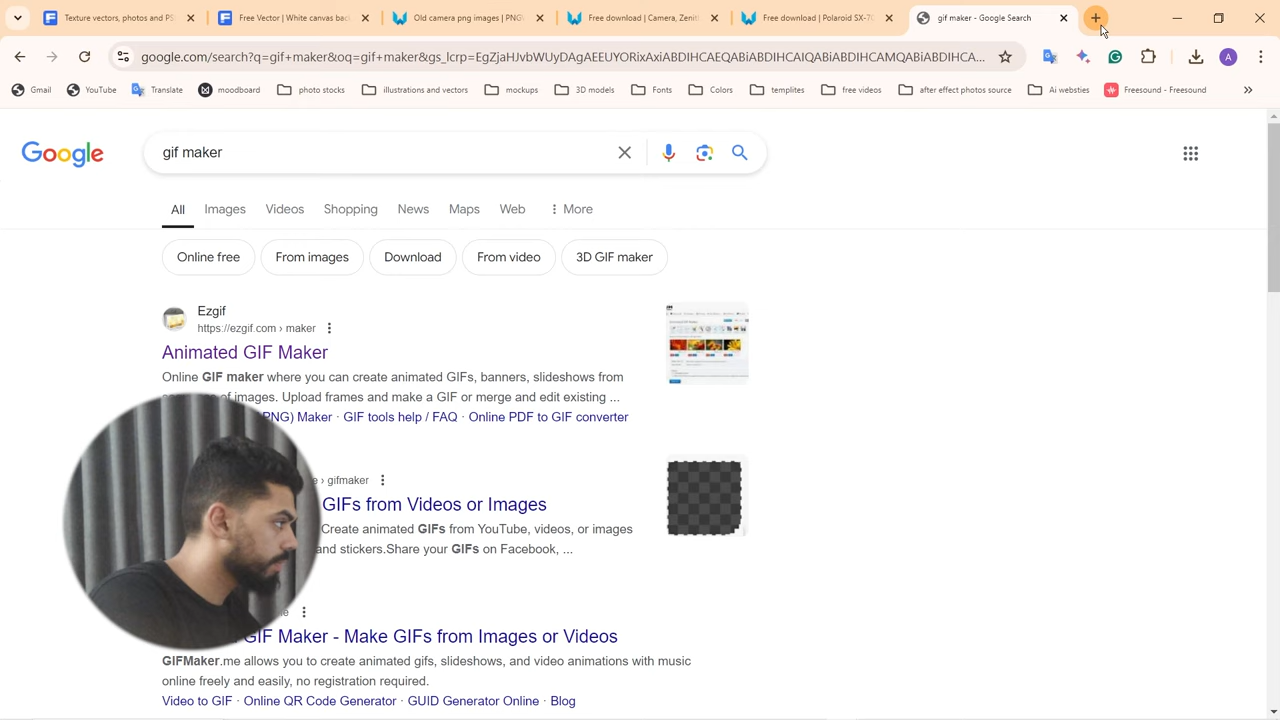 Texture vectors, photos and PS
Free Vector | White canvas bac
Old camera png images | PNGV
Free download | Camera, Zenit
Free download | Polaroid SX-70
gif maker - Google Search
google.com/search?q=gif+maker&oq=gif+maker&gs_lcrp=EgZjaHJvbWUyDAgAEEUYORixAxiABDIHCAEQABiABDIHCAIQABiABDIHCAMQABiABDIHCA...
A
Gmail
YouTube
Translate
moodboard
photo stocks
illustrations and vectors
mockups
3D models
Fonts
Colors
templites
free videos
after effect photos source
Ai websties
Freesound - Freesound
Google
gif maker
All
Images
Videos
Shopping
News
Maps
Web
More
Online free
From images
Download
From video
3D GIF maker
Ezgif
https://ezgif.com › maker
Animated GIF Maker
Online GIF maker where you can create animated GIFs, banners, slideshows from
of images. Upload frames and make a GIF or merge and edit existing ...
PNG) Maker · GIF tools help / FAQ · Online PDF to GIF converter
› gifmaker
GIFs from Videos or Images
Create animated GIFs from YouTube, videos, or images
and stickers.Share your GIFs on Facebook, ...
GIF Maker - Make GIFs from Images or Videos
GIFMaker.me allows you to create animated gifs, slideshows, and video animations with music
online freely and easily, no registration required.
Video to GIF · Online QR Code Generator · GUID Generator Online · Blog